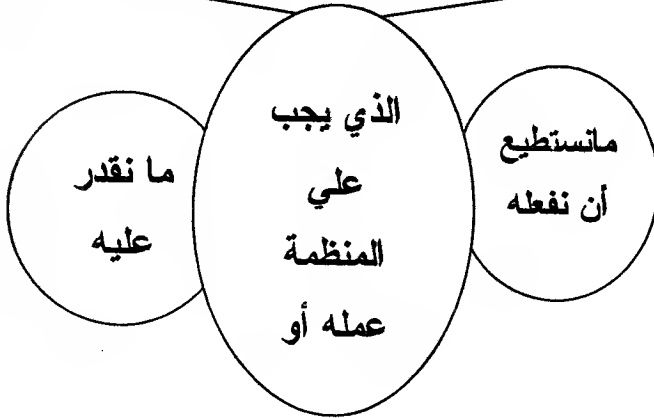 مانستطيع
أن نفعله
الذي يجب
علي
المنظمة
عمله أو
ما نقدر
عليه